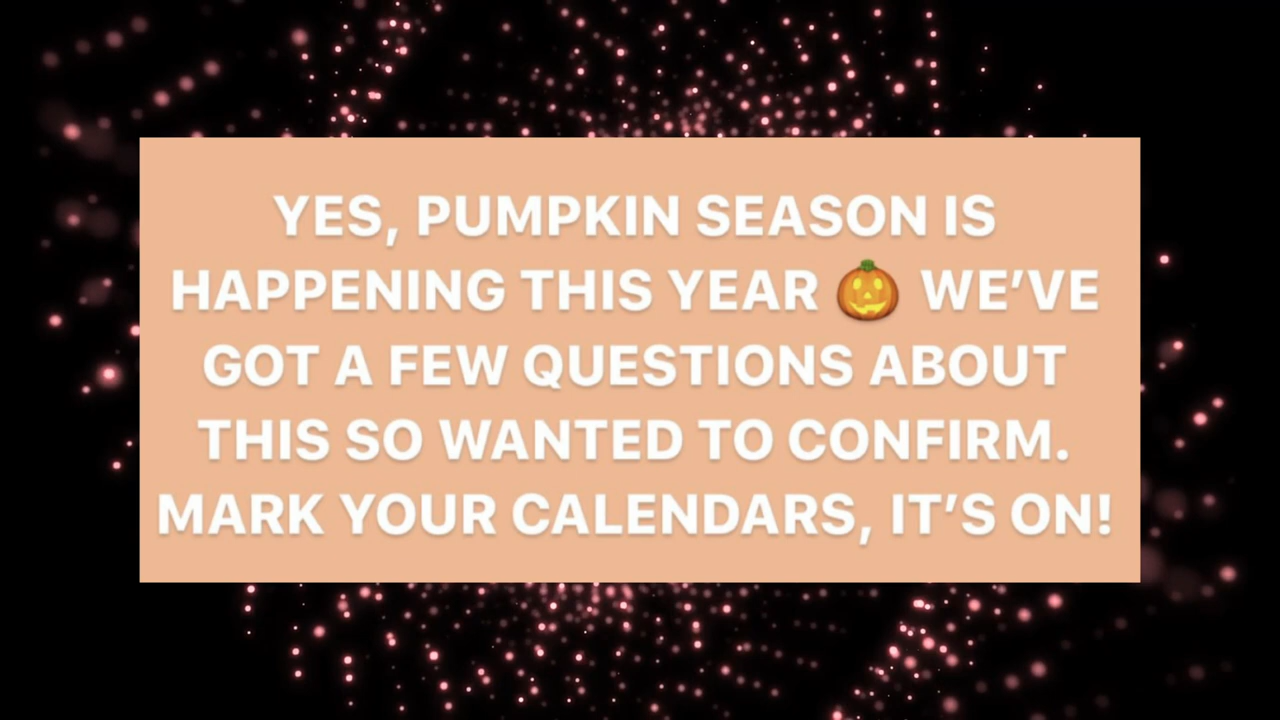 YES, PUMPKIN SEASON IS
HAPPENING THIS YEAR 🎃 WE’VE
GOT A FEW QUESTIONS ABOUT
THIS SO WANTED TO CONFIRM.
MARK YOUR CALENDARS, IT’S ON!